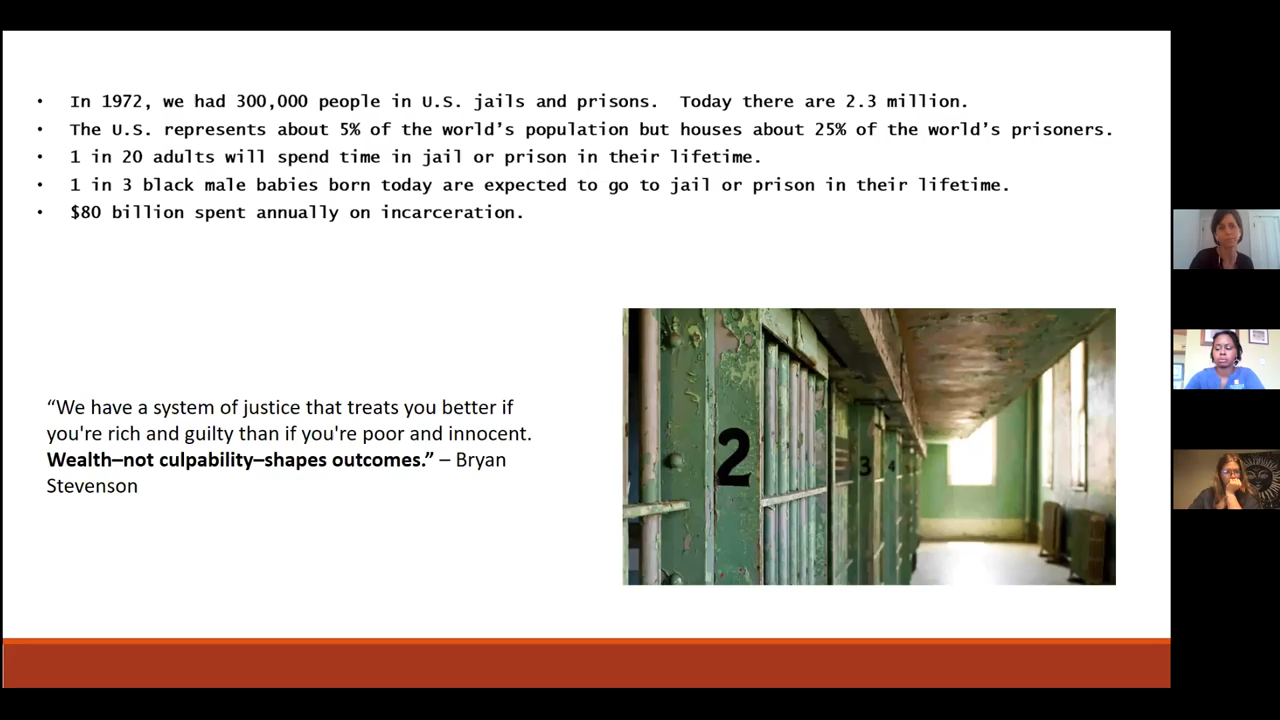 • In 1972, we had 300,000 people in U.S. jails and prisons.  Today there are 2.3 million.
• The U.S. represents about 5% of the world’s population but houses about 25% of the world’s prisoners.
• 1 in 20 adults will spend time in jail or prison in their lifetime.
• 1 in 3 black male babies born today are expected to go to jail or prison in their lifetime.
• $80 billion spent annually on incarceration.
“We have a system of justice that treats you better if
you're rich and guilty than if you're poor and innocent.
Wealth–not culpability–shapes outcomes.” – Bryan
Stevenson
2
3
4